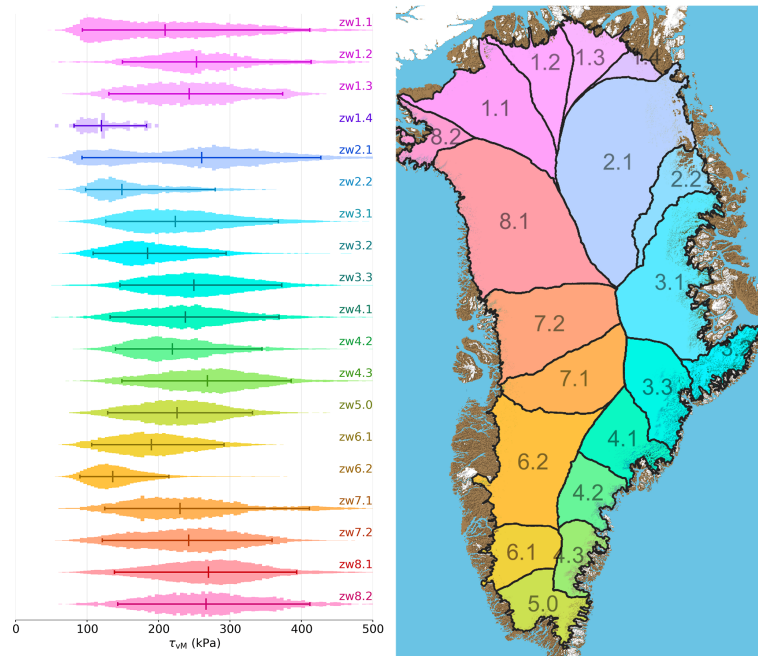 zw1.1
zw1.2
zw1.3
zw1.4
zw2.1
zw2.2
zw3.1
zw3.2
zw3.3
zw4.1
zw4.2
zw4.3
zw5.0
zw6.1
zw6.2
zw7.1
zw7.2
zw8.1
zw8.2
0 100 200 300 400 500
τvM (kPa)
1.2 1.3 1.4
1.1
8.2
2.1
2.2
8.1
3.1
7.2
7.1
3.3
4.1
6.2
4.2
6.1 4.3
5.0